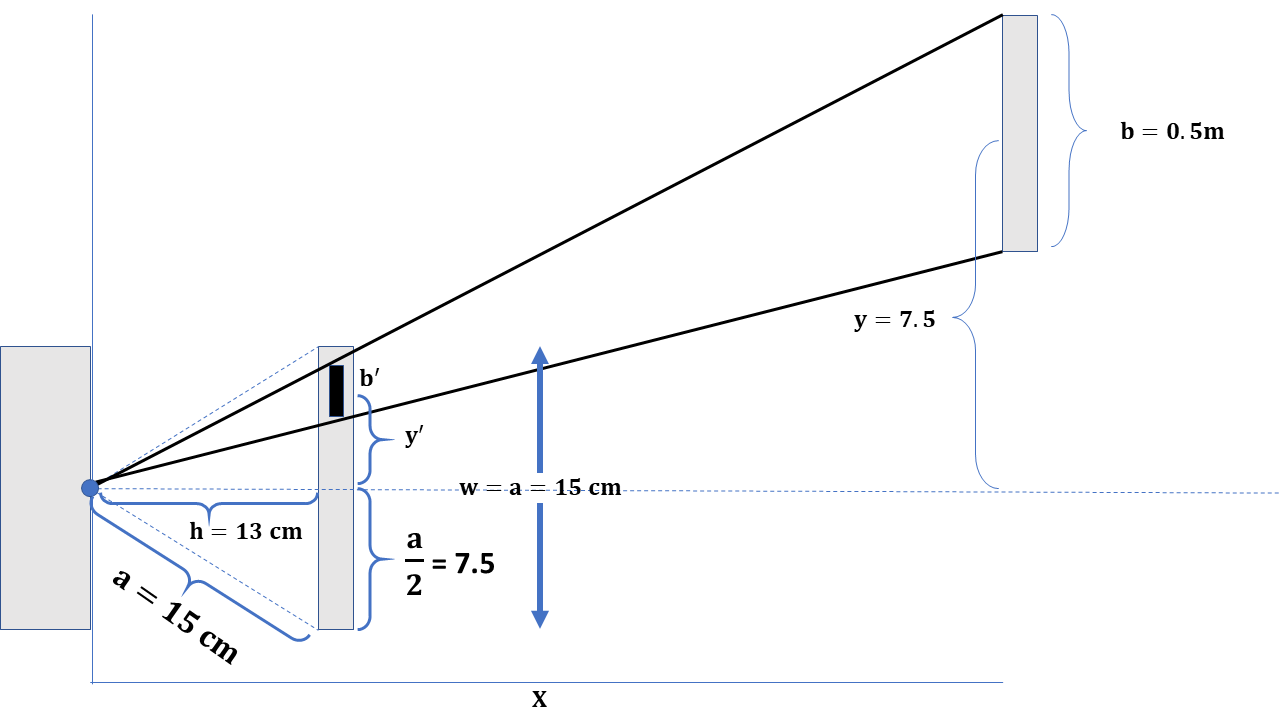 b = 0.5m
y = 7.5
b′
y′
w = a = 15 cm
h = 13 cm
a/2 = 7.5
a = 15 cm
X